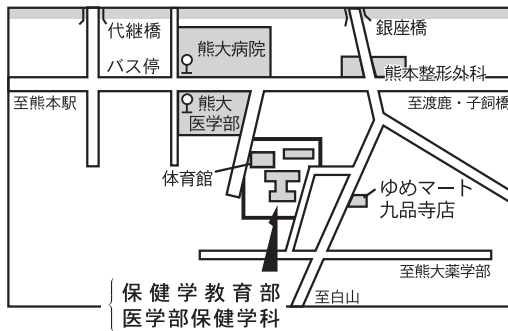 代継橋
銀座橋
熊大病院
バス停
熊本整形外科
至熊本駅
熊大
医学部
至渡鹿・子飼橋
体育館
ゆめマート
九品寺店
至熊大薬学部
保健学教育部
医学部保健学科
至白山